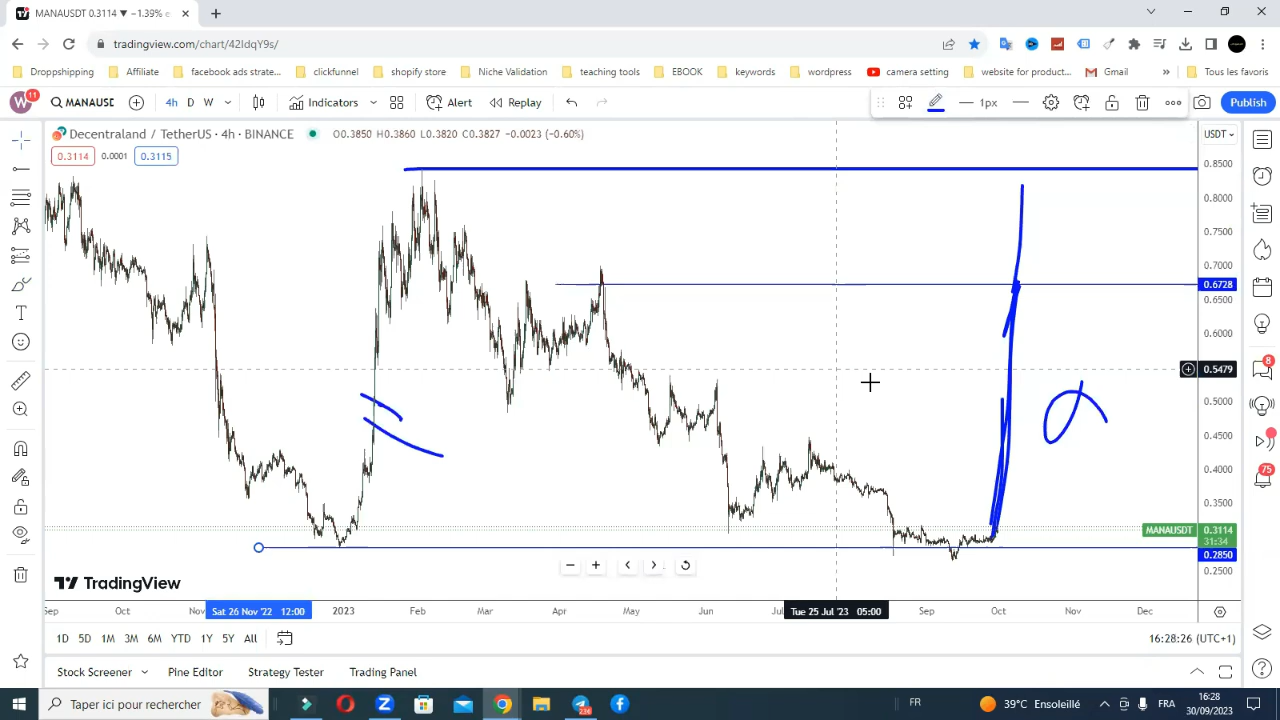 MANAUSDT 0.3114 ▼ −1.39% e
tradingview.com/chart/42IdqY9s/
Droppshipping Affiliate facebook ads strate... clickfunnel shopify store Niche Validation teaching tools EBOOK keywords wordpress camera setting website for product... Gmail » Tous les favoris
W 11 MANAUSD 4h D W Indicators Alert Replay 1px Publish
Decentraland / TetherUS · 4h · BINANCE O0.3850 H0.3860 L0.3820 C0.3827 −0.0023 (−0.60%) USDT
0.3114 0.0001 0.3115
0.8500
0.8000
0.7500
0.7000
0.6728
0.6500
0.6000
0.5479
0.5000
0.4500
0.4000
0.3500
MANAUSDT 0.3114
31:34
0.2850
0.2500
8
75
TradingView
Sep Oct Nov Sat 26 Nov '22 12:00 2023 Feb Mar Apr May Jun Jul Tue 25 Jul '23 05:00 Sep Oct Nov Dec
1D 5D 1M 3M 6M YTD 1Y 5Y All 16:28:26 (UTC+1)
Stock Screener Pine Editor Strategy Tester Trading Panel
Taper ici pour rechercher 236 FR 39°C Ensoleillé FRA 16:28
30/09/2023